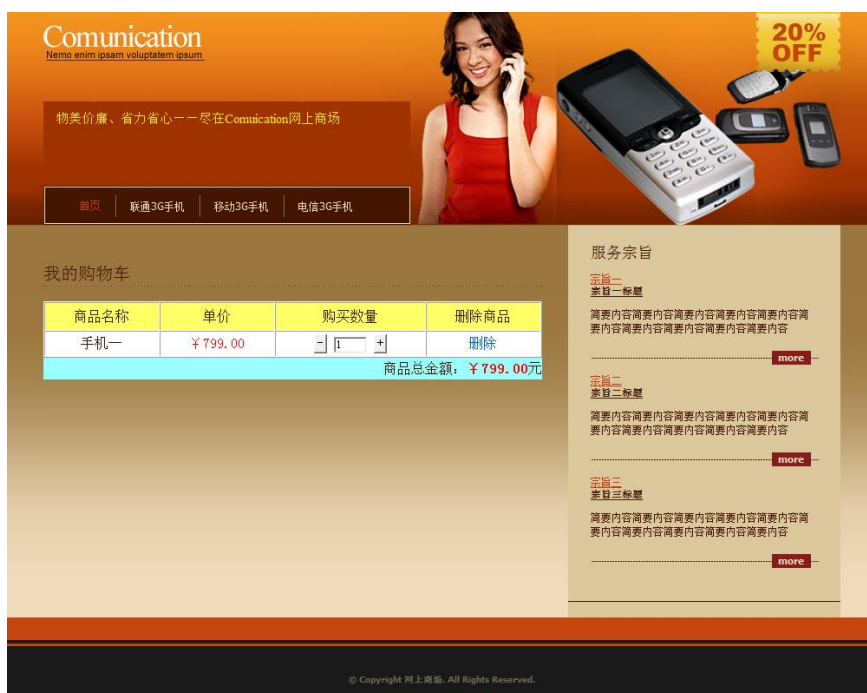 Comunication
Nemo enim ipsam voluptatem ipsum
20%
OFF
物美价廉、省力省心－－尽在Comuication网上商场
首页 联通3G手机 移动3G手机 电信3G手机
我的购物车
商品名称 单价 购买数量 删除商品
手机一 ￥799.00 - 1 + 删除
商品总金额：￥799.00元
服务宗旨
宗旨一
宗旨一标题
简要内容简要内容简要内容简要内容简要内容简
要内容简要内容简要内容简要内容简要内容
more
宗旨二
宗旨二标题
简要内容简要内容简要内容简要内容简要内容简
要内容简要内容简要内容简要内容简要内容
more
宗旨三
宗旨三标题
简要内容简要内容简要内容简要内容简要内容简
要内容简要内容简要内容简要内容简要内容
more
© Copyright 网上商场. All Rights Reserved.